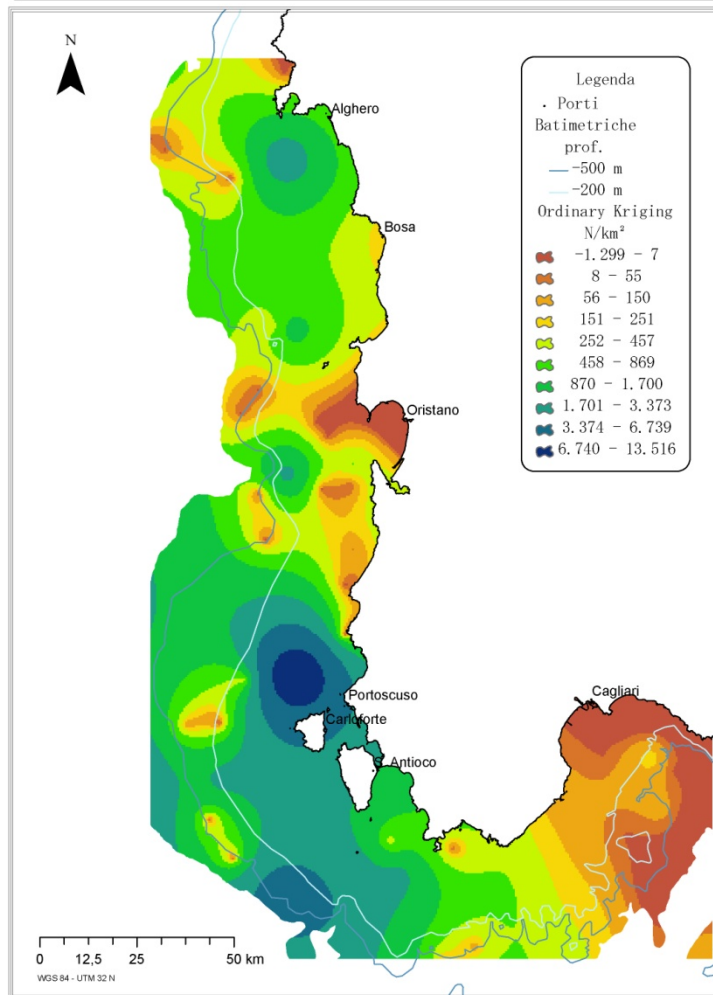 N
Alghero
Bosa
Oristano
Portoscuso
Carloforte
Antioco
Cagliari
Legenda
Porti
Batimetriche
prof.
-500 m
-200 m
Ordinary Kriging
N/km²
-1.299 - 7
8 - 55
56 - 150
151 - 251
252 - 457
458 - 869
870 - 1.700
1.701 - 3.373
3.374 - 6.739
6.740 - 13.516
0 12,5 25 50 km
WGS 84 - UTM 32 N